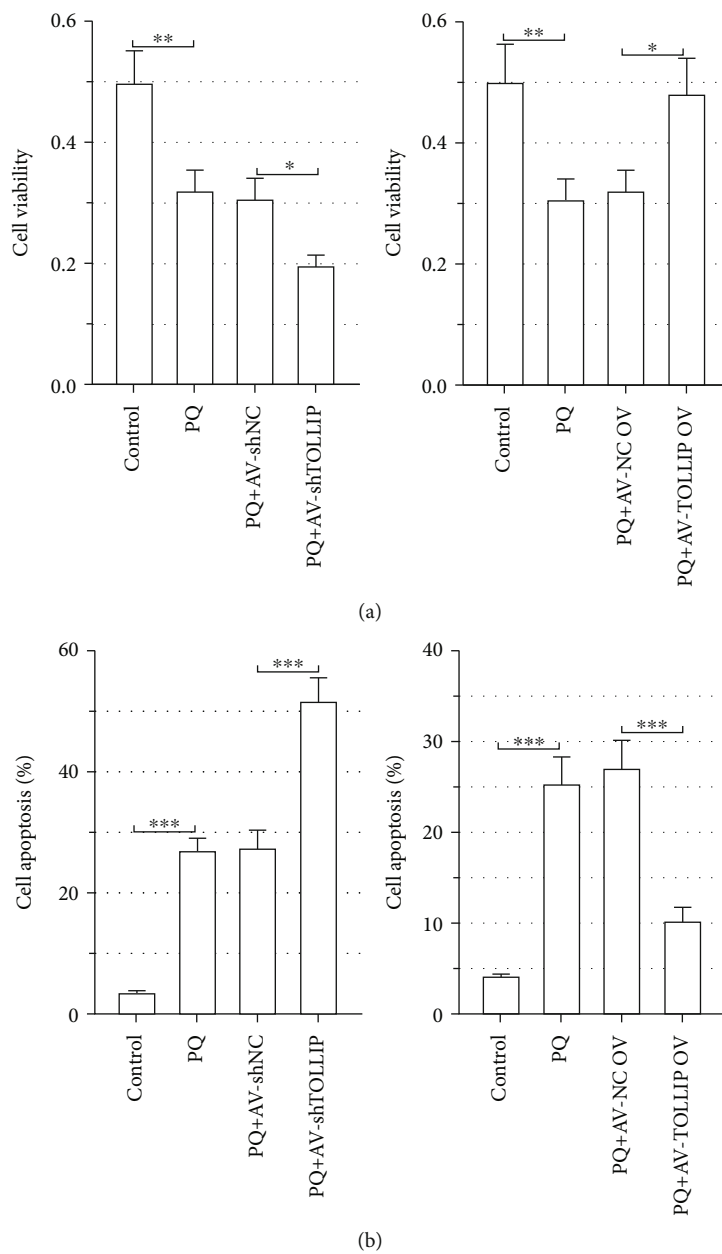 Cell viability
0.6
0.4
0.2
0.0
**
*
Control
PQ
PQ+AV-shNC
PQ+AV-shTOLLIP
Cell viability
0.6
0.4
0.2
0.0
**
*
Control
PQ
PQ+AV-NC OV
PQ+AV-TOLLIP OV
(a)
Cell apoptosis (%)
60
40
20
0
***
***
Control
PQ
PQ+AV-shNC
PQ+AV-shTOLLIP
Cell apoptosis (%)
40
30
20
10
0
***
***
Control
PQ
PQ+AV-NC OV
PQ+AV-TOLLIP OV
(b)